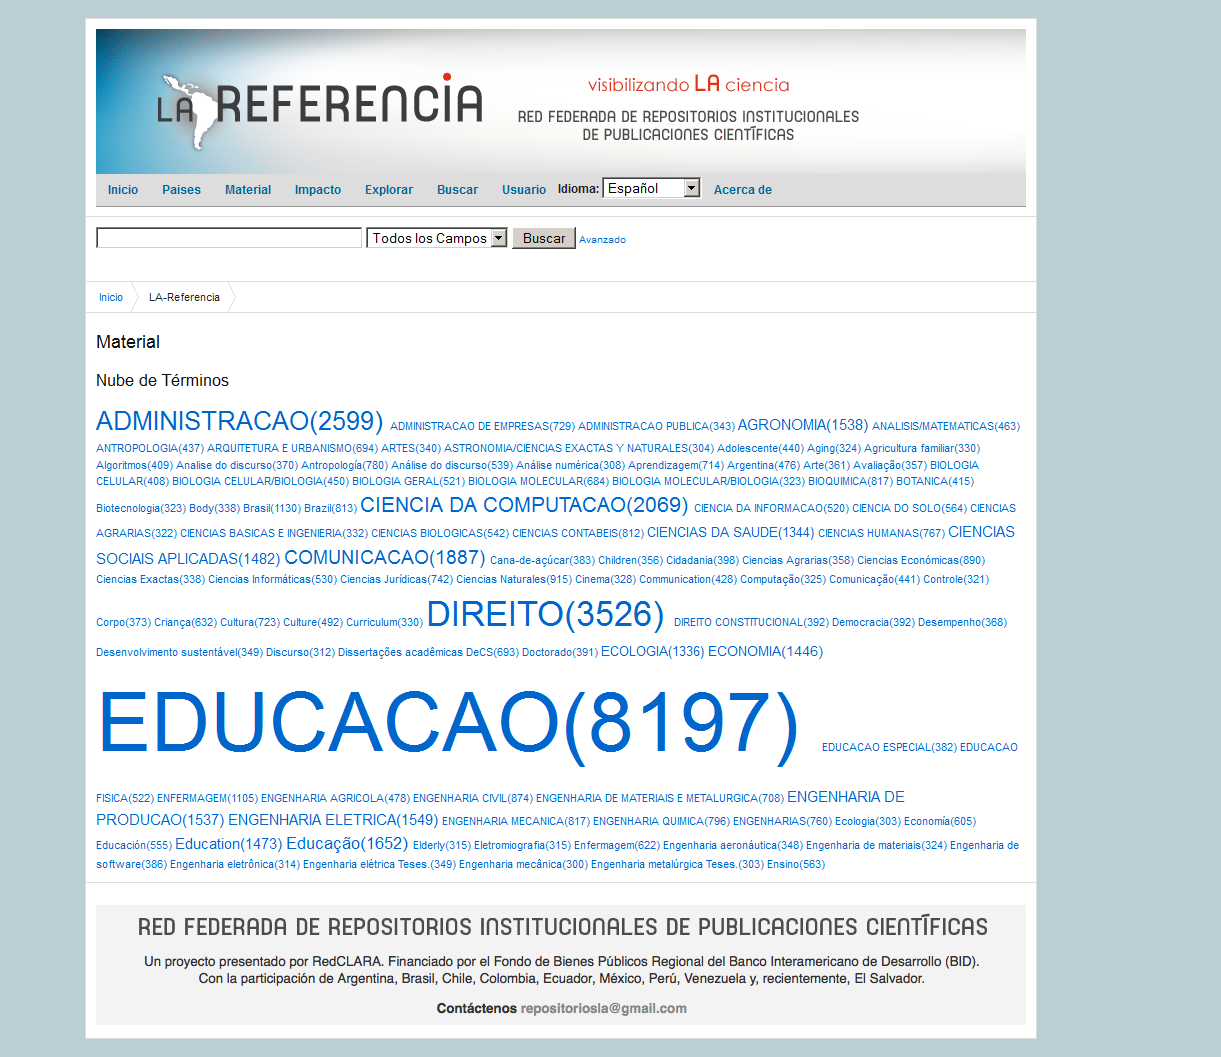 LA REFERENCIA
visibilizando LA ciencia
RED FEDERADA DE REPOSITORIOS INSTITUCIONALES
DE PUBLICACIONES CIENTÍFICAS
Inicio Paises Material Impacto Explorar Buscar Usuario Idioma: Español Acerca de
Todos los Campos Buscar Avanzado
Inicio LA-Referencia
Material
Nube de Términos
ADMINISTRACAO(2599) ADMINISTRACAO DE EMPRESAS(729) ADMINISTRACAO PUBLICA(343) AGRONOMIA(1538) ANALISIS/MATEMATICAS(463)
ANTROPOLOGIA(437) ARQUITETURA E URBANISMO(694) ARTES(340) ASTRONOMIA/CIENCIAS EXACTAS Y NATURALES(304) Adolescente(440) Aging(324) Agricultura familiar(330)
Algoritmos(409) Analise do discurso(370) Antropología(780) Análise do discurso(539) Análise numérica(308) Aprendizagem(714) Argentina(476) Arte(361) Avaliação(357) BIOLOGIA
CELULAR(408) BIOLOGIA CELULAR/BIOLOGIA(450) BIOLOGIA GERAL(521) BIOLOGIA MOLECULAR(684) BIOLOGIA MOLECULAR/BIOLOGIA(323) BIOQUIMICA(817) BOTANICA(415)
Biotecnologia(323) Body(338) Brasil(1130) Brazil(813) CIENCIA DA COMPUTACAO(2069) CIENCIA DA INFORMACAO(520) CIENCIA DO SOLO(564) CIENCIAS
AGRARIAS(322) CIENCIAS BASICAS E INGENIERIA(332) CIENCIAS BIOLOGICAS(542) CIENCIAS CONTABEIS(812) CIENCIAS DA SAUDE(1344) CIENCIAS HUMANAS(767) CIENCIAS
SOCIAIS APLICADAS(1482) COMUNICACAO(1887) Cana-de-açúcar(383) Children(356) Cidadania(398) Ciencias Agrarias(358) Ciencias Económicas(890)
Ciencias Exactas(338) Ciencias Informáticas(530) Ciencias Jurídicas(742) Ciencias Naturales(915) Cinema(328) Communication(428) Computação(325) Comunicação(441) Controle(321)
Corpo(373) Criança(632) Cultura(723) Culture(492) Curriculum(330) DIREITO(3526) DIREITO CONSTITUCIONAL(392) Democracia(392) Desempenho(368)
Desenvolvimento sustentável(349) Discurso(312) Dissertações acadêmicas DeCS(693) Doctorado(391) ECOLOGIA(1336) ECONOMIA(1446)
EDUCACAO(8197) EDUCACAO ESPECIAL(382) EDUCACAO
FISICA(522) ENFERMAGEM(1105) ENGENHARIA AGRICOLA(478) ENGENHARIA CIVIL(874) ENGENHARIA DE MATERIAIS E METALURGICA(708) ENGENHARIA DE
PRODUCAO(1537) ENGENHARIA ELETRICA(1549) ENGENHARIA MECANICA(817) ENGENHARIA QUIMICA(796) ENGENHARIAS(760) Ecologia(303) Economía(605)
Educación(555) Education(1473) Educação(1652) Elderly(315) Eletromiografia(315) Enfermagem(622) Engenharia aeronáutica(348) Engenharia de materiais(324) Engenharia de
software(386) Engenharia eletrônica(314) Engenharia elétrica Teses.(349) Engenharia mecânica(300) Engenharia metalúrgica Teses.(303) Ensino(563)
RED FEDERADA DE REPOSITORIOS INSTITUCIONALES DE PUBLICACIONES CIENTÍFICAS
Un proyecto presentado por RedCLARA. Financiado por el Fondo de Bienes Públicos Regional del Banco Interamericano de Desarrollo (BID).
Con la participación de Argentina, Brasil, Chile, Colombia, Ecuador, México, Perú, Venezuela y, recientemente, El Salvador.
Contáctenos repositoriosla@gmail.com